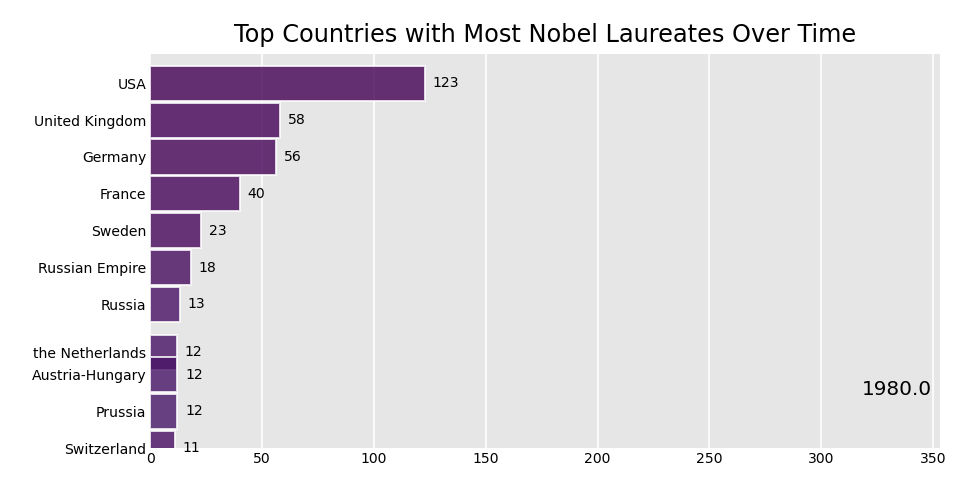 Top Countries with Most Nobel Laureates Over Time
USA 123
United Kingdom 58
Germany 56
France 40
Sweden 23
Russian Empire 18
Russia 13
the Netherlands 12
Austria-Hungary 12
1980.0
Prussia 12
Switzerland 11
0 50 100 150 200 250 300 350